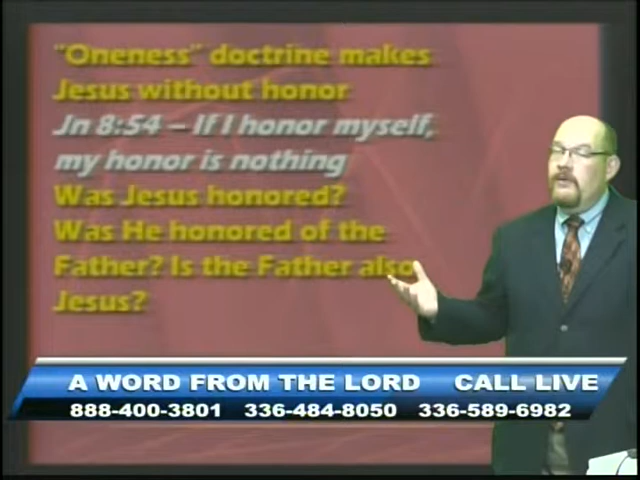 "Oneness" doctrine makes
Jesus without honor
Jn 8:54 – If I honor myself,
my honor is nothing
Was Jesus honored?
Was He honored of the
Father? Is the Father also
Jesus?
A WORD FROM THE LORD CALL LIVE
888-400-3801 336-484-8050 336-589-6982